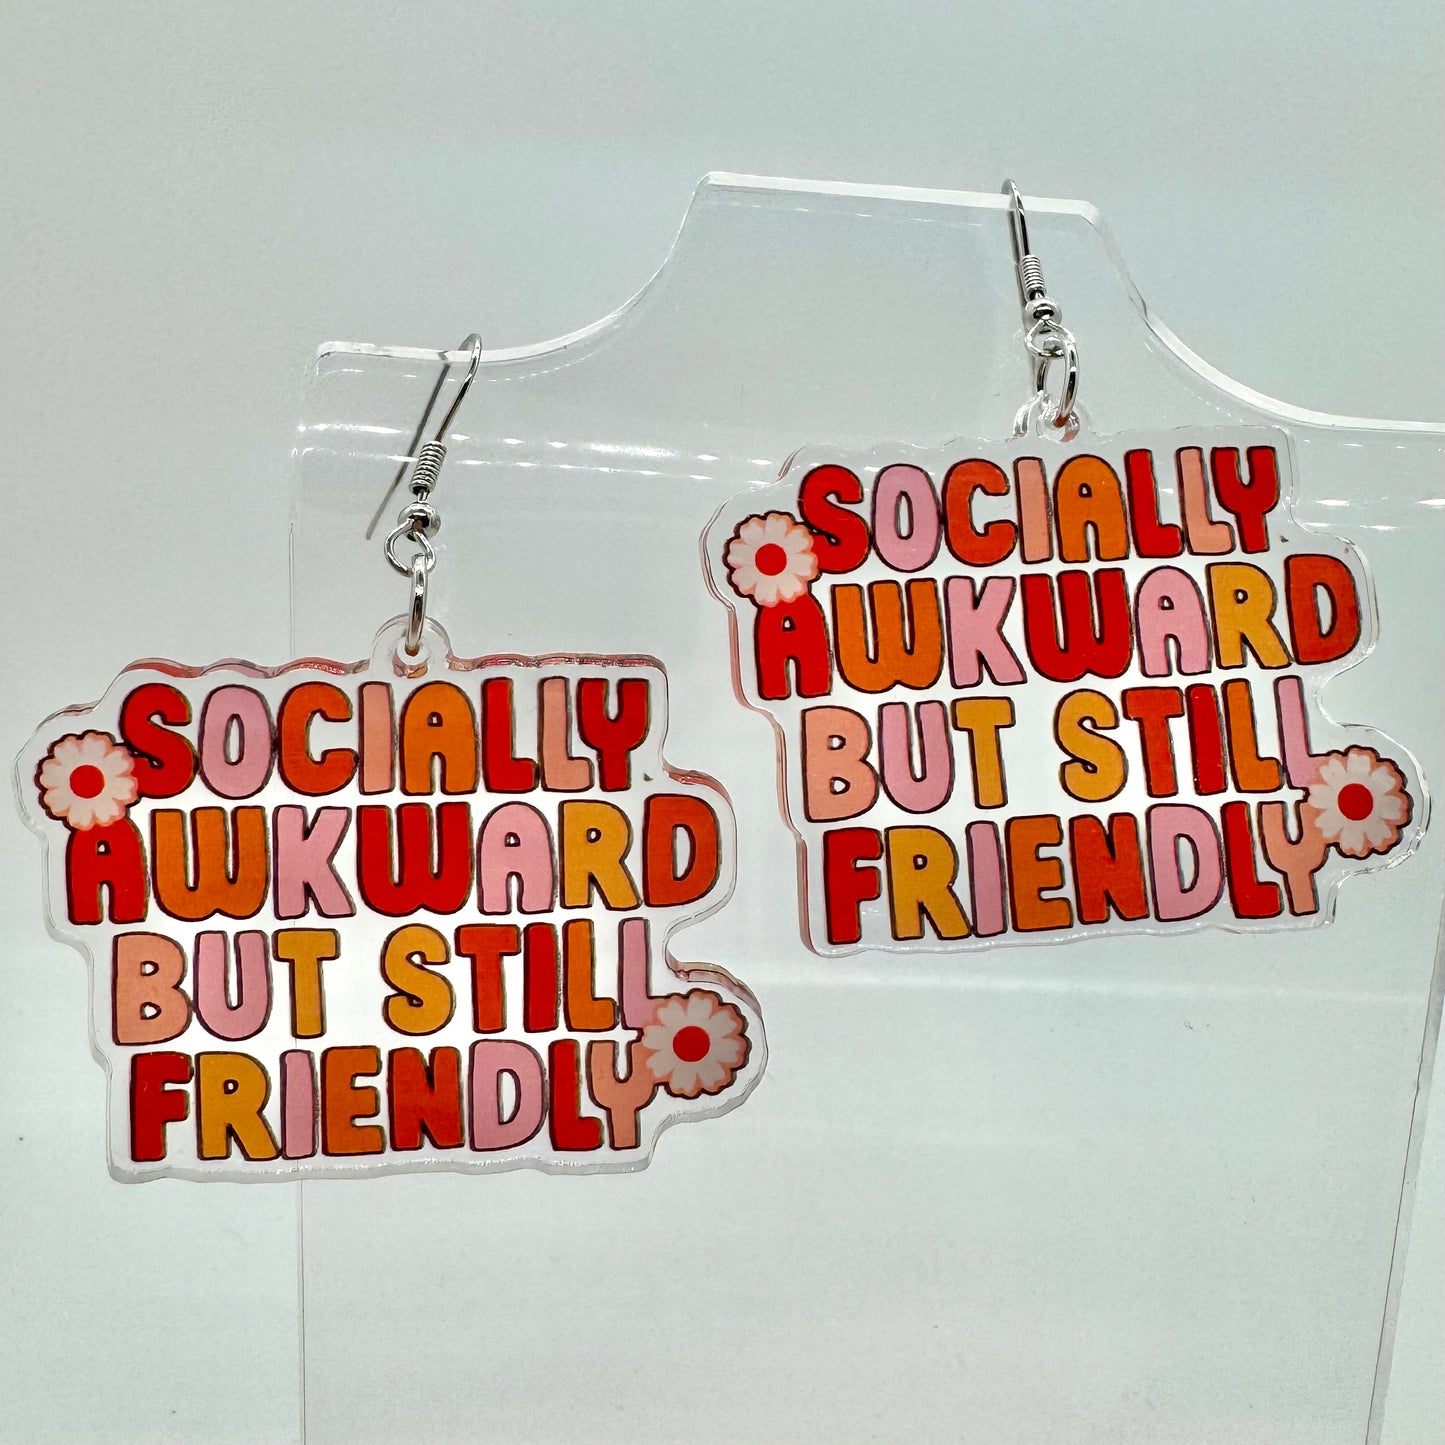 SOCIALLY
AWKWARD
BUT STILL
FRIENDLY
SOCIALLY
AWKWARD
BUT STILL
FRIENDLY